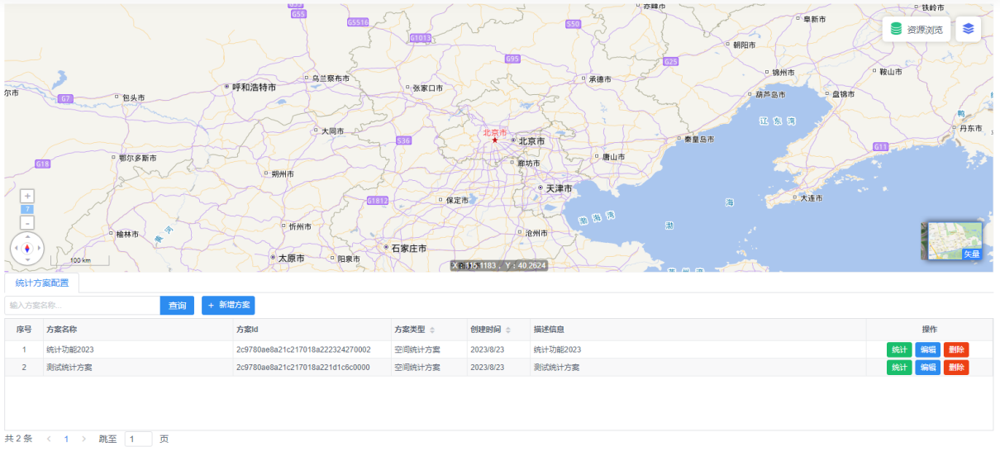 G55
赤峰市
铁岭市
G55
G5516
S50
阜新市
资源浏览
G1013
朝阳市
G95
G25
乌兰察布市
承德市
锦州市
鞍山市
呼和浩特市
张家口市
尔市
G7
包头市
葫芦岛市
盘锦市
辽东湾
鸭
大同市
北京市
丹东市
S36
北京市
秦皇岛市
G11
鄂尔多斯市
唐山市
G18
廊坊市
朔州市
天津市
+
G1812
保定市
海
大连市
7
渤海湾
-
忻州市
渤
榆林市
黄河
沧州市
石家庄市
100 km
太原市
阳泉市
X：115.1183，Y：40.2624
矢量
莱州湾
统计方案配置
输入方案名称...
查询
+ 新增方案
序号 方案名称 方案Id 方案类型 创建时间 描述信息 操作
1 统计功能2023 2c9780ae8a21c217018a222324270002 空间统计方案 2023/8/23 统计功能2023 统计 编辑 删除
2 测试统计方案 2c9780ae8a21c217018a221d1c6c0000 空间统计方案 2023/8/23 测试统计方案 统计 编辑 删除
共 2 条 < 1 > 跳至 1 页